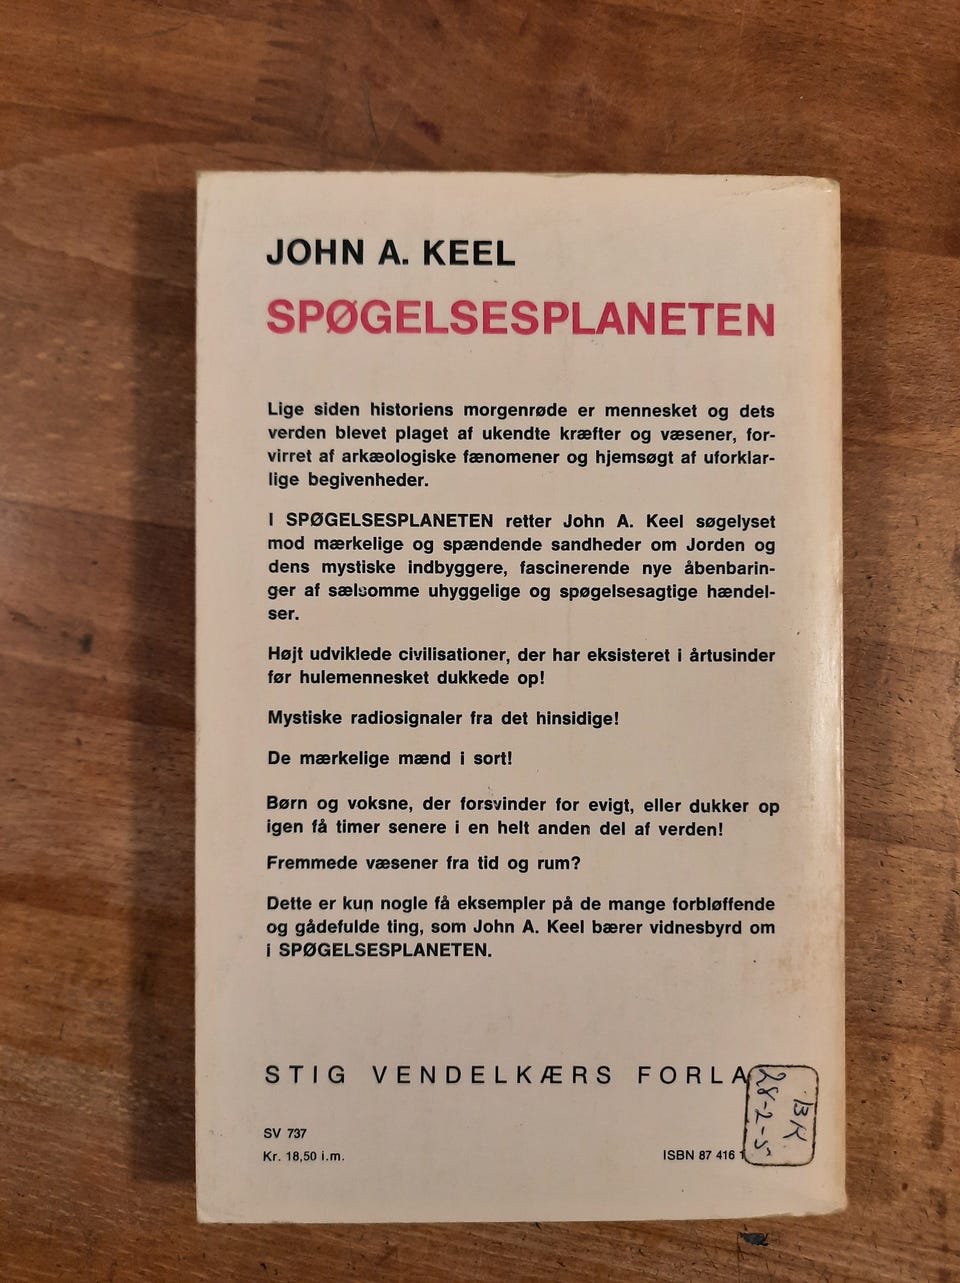 JOHN A. KEEL
SPØGELSESPLANETEN
Lige siden historiens morgenrøde er mennesket og dets
verden blevet plaget af ukendte kræfter og væsener, for-
virret af arkæologiske fænomener og hjemsøgt af uforklar-
lige begivenheder.
I SPØGELSESPLANETEN retter John A. Keel søgelyset
mod mærkelige og spændende sandheder om Jorden og
dens mystiske indbyggere, fascinerende nye åbenbarin-
ger af sælsomme uhyggelige og spøgelsesagtige hændel-
ser.
Højt udviklede civilisationer, der har eksisteret i årtusinder
før hulemennesket dukkede op!
Mystiske radiosignaler fra det hinsidige!
De mærkelige mænd i sort!
Børn og voksne, der forsvinder for evigt, eller dukker op
igen få timer senere i en helt anden del af verden!
Fremmede væsener fra tid og rum?
Dette er kun nogle få eksempler på de mange forbløffende
og gådefulde ting, som John A. Keel bærer vidnesbyrd om
i SPØGELSESPLANETEN.
STIG VENDELKÆRS FORLA
SV 737
Kr. 18,50 i.m.
ISBN 87 416 1
BK
28-2-5